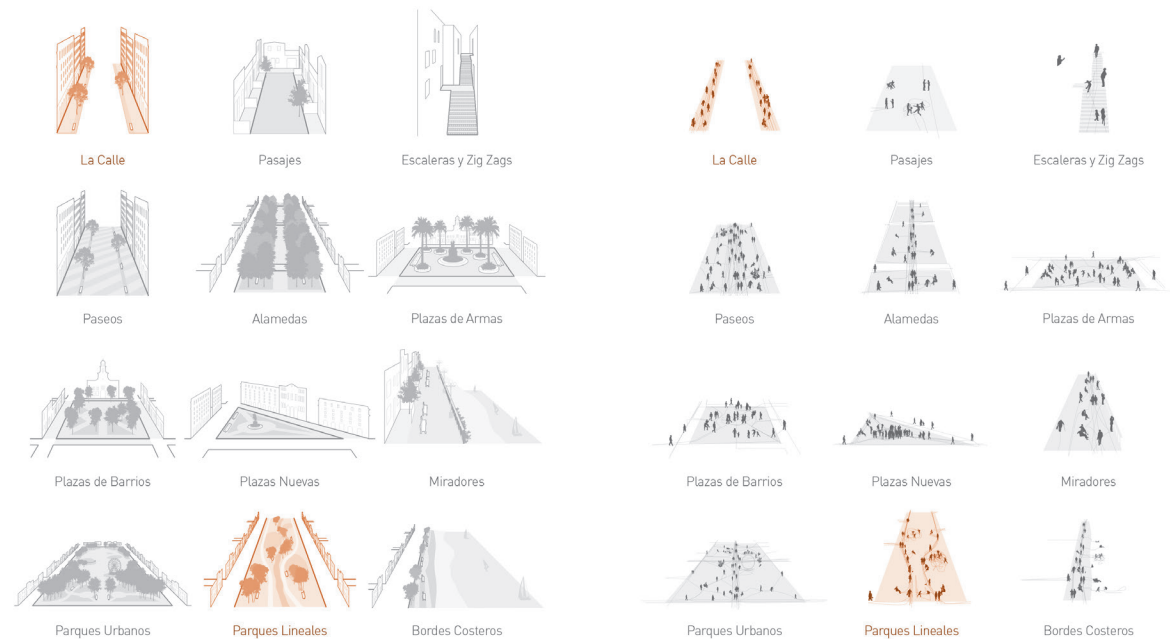 La Calle
Pasajes
Escaleras y Zig Zags
La Calle
Pasajes
Escaleras y Zig Zags
Paseos
Alamedas
Plazas de Armas
Paseos
Alamedas
Plazas de Armas
Plazas de Barrios
Plazas Nuevas
Miradores
Plazas de Barrios
Plazas Nuevas
Miradores
Parques Urbanos
Parques Lineales
Bordes Costeros
Parques Urbanos
Parques Lineales
Bordes Costeros